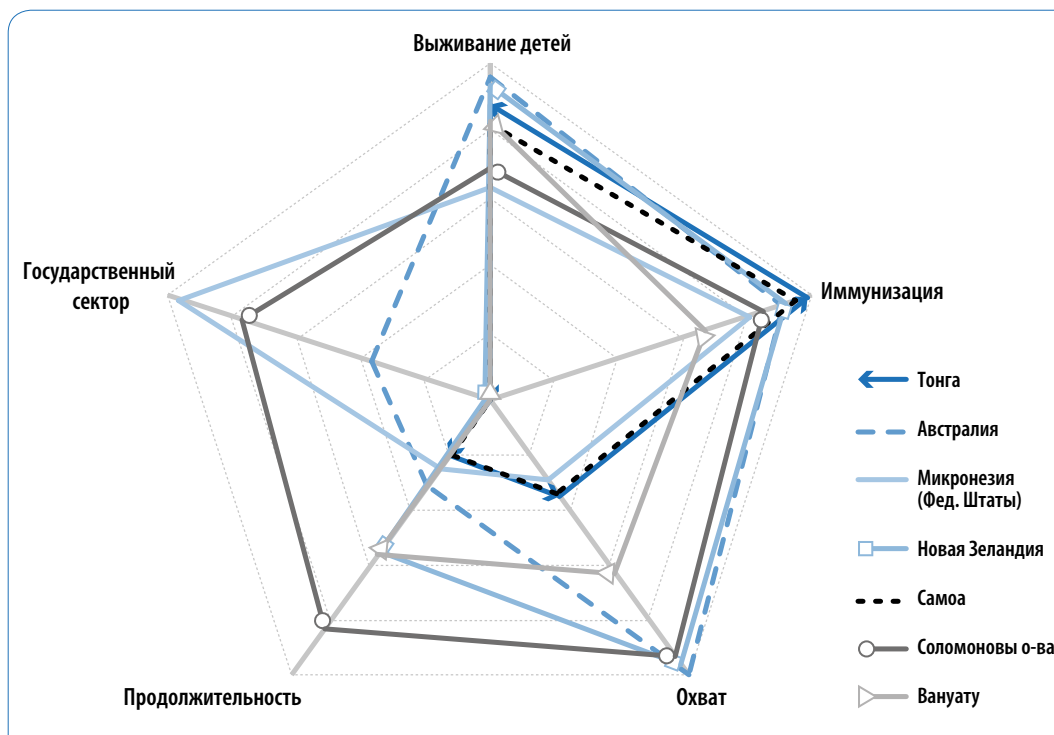 Выживание детей
Государственный
сектор
Иммунизация
Тонга
Австралия
Микронезия
(Фед. Штаты)
Новая Зеландия
Самоа
Соломоновы о-ва
Вануату
Продолжительность
Охват